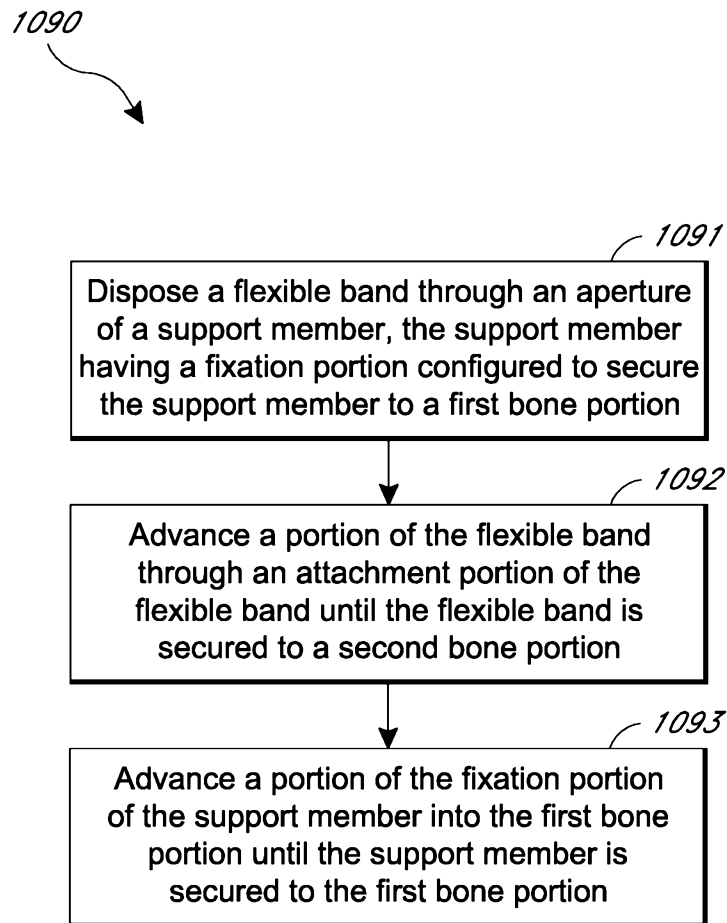 1090
1091
Dispose a flexible band through an aperture
of a support member, the support member
having a fixation portion configured to secure
the support member to a first bone portion
1092
Advance a portion of the flexible band
through an attachment portion of the
flexible band until the flexible band is
secured to a second bone portion
1093
Advance a portion of the fixation portion
of the support member into the first bone
portion until the support member is
secured to the first bone portion